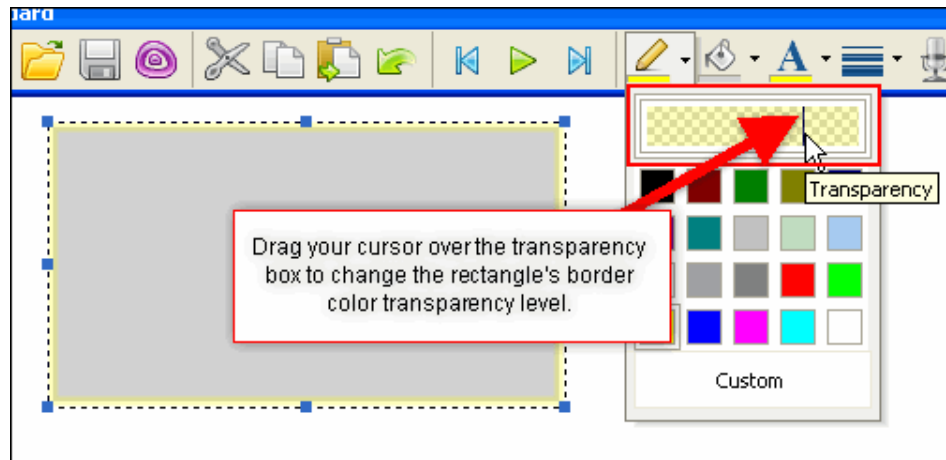 A
Transparency
Drag your cursor over the transparency
box to change the rectangle's border
color transparency level.
Custom